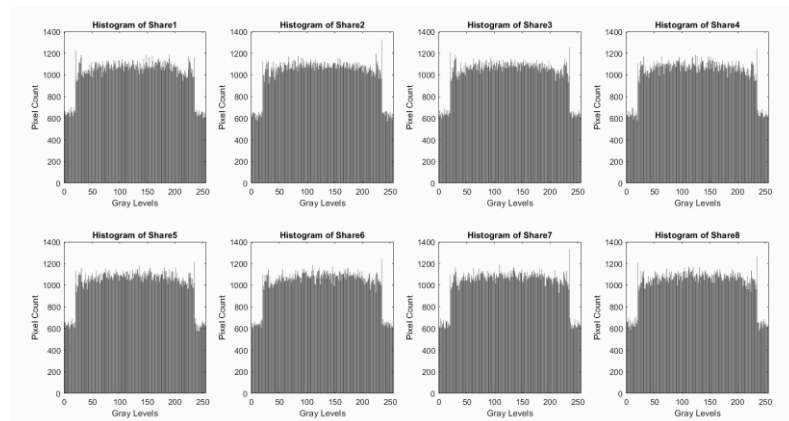 Histogram of Share1
Pixel Count
1400
1200
1000
800
600
400
200
0
0 50 100 150 200 250
Gray Levels
Histogram of Share2
Pixel Count
1400
1200
1000
800
600
400
200
0
0 50 100 150 200 250
Gray Levels
Histogram of Share3
Pixel Count
1400
1200
1000
800
600
400
200
0
0 50 100 150 200 250
Gray Levels
Histogram of Share4
Pixel Count
1400
1200
1000
800
600
400
200
0
0 50 100 150 200 250
Gray Levels
Histogram of Share5
Pixel Count
1400
1200
1000
800
600
400
200
0
0 50 100 150 200 250
Gray Levels
Histogram of Share6
Pixel Count
1400
1200
1000
800
600
400
200
0
0 50 100 150 200 250
Gray Levels
Histogram of Share7
Pixel Count
1400
1200
1000
800
600
400
200
0
0 50 100 150 200 250
Gray Levels
Histogram of Share8
Pixel Count
1400
1200
1000
800
600
400
200
0
0 50 100 150 200 250
Gray Levels